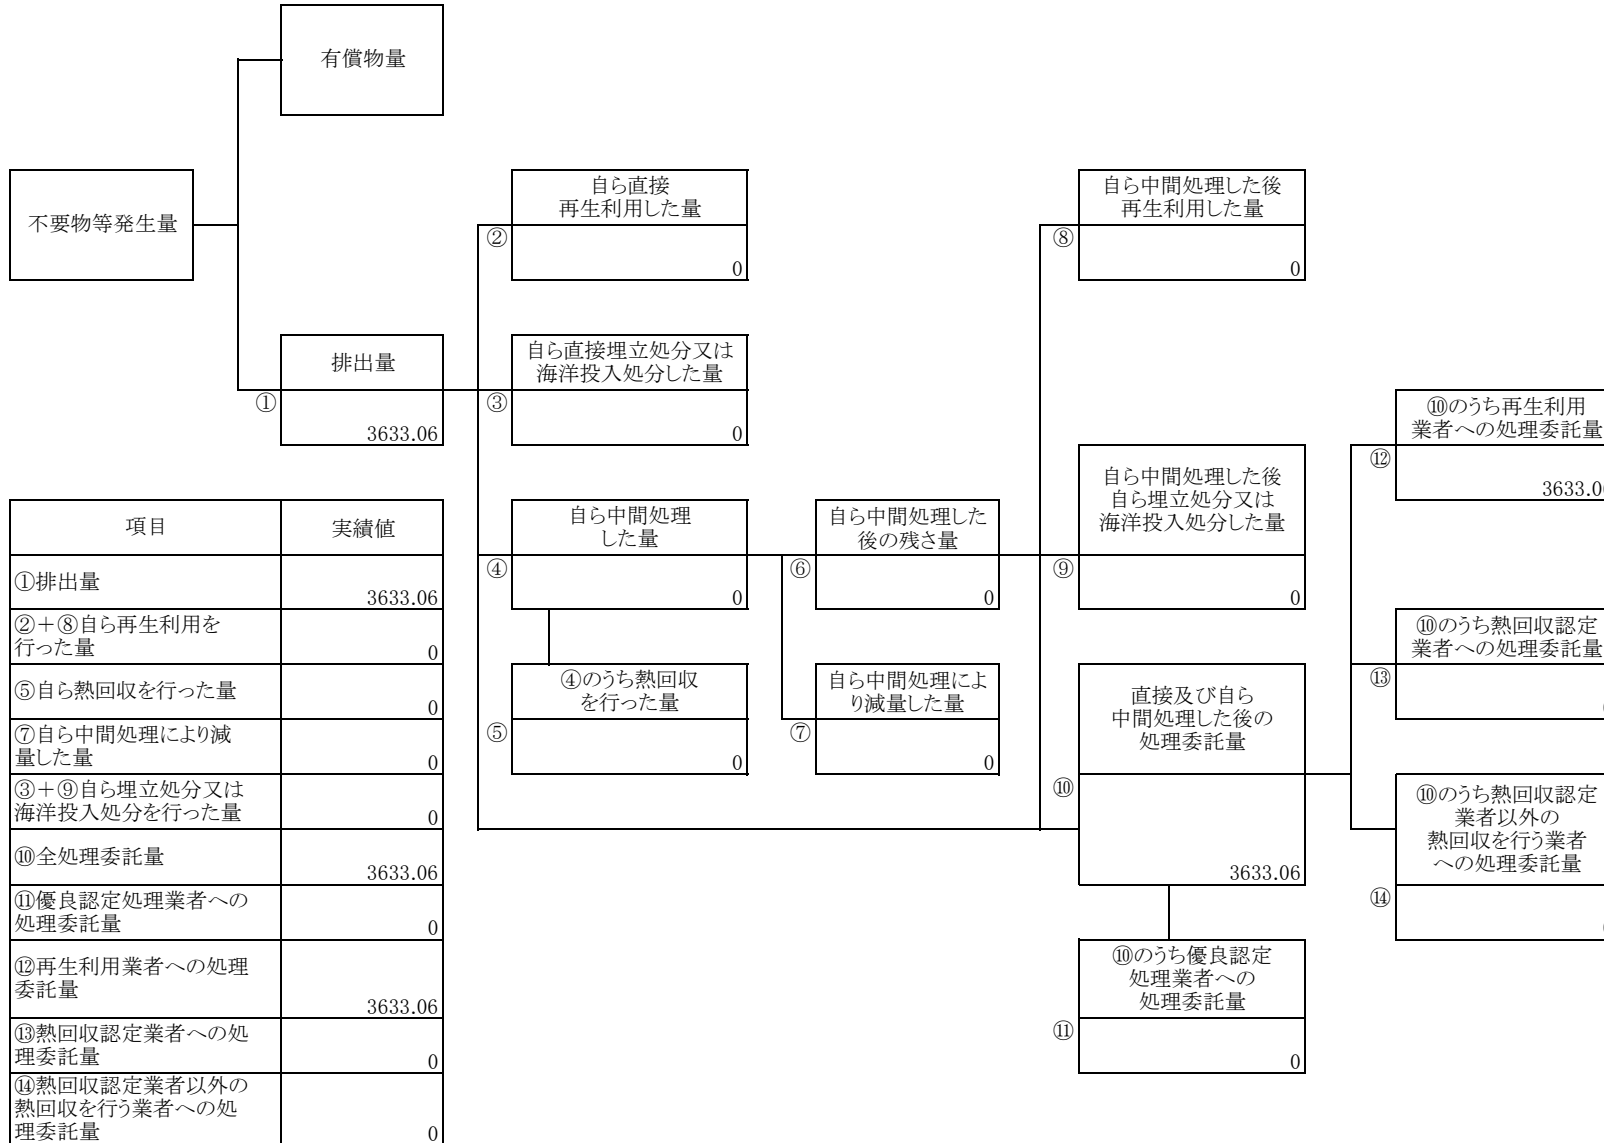 有償物量
不要物等発生量
自ら直接
再生利用した量
②
0
自ら中間処理した後
再生利用した量
⑧
0
排出量
①
3633.06
自ら直接埋立処分又は
海洋投入処分した量
③
0
⑩のうち再生利用
業者への処理委託量
⑫
3633.0
自ら中間処理
した量
④
0
自ら中間処理した
後の残さ量
⑥
0
自ら中間処理した後
自ら埋立処分又は
海洋投入処分した量
⑨
0
⑩のうち熱回収認定
業者への処理委託量
⑬
④のうち熱回収
を行った量
⑤
0
自ら中間処理によ
り減量した量
⑦
0
直接及び自ら
中間処理した後の
処理委託量
⑩
3633.06
⑩のうち熱回収認定
業者以外の
熱回収を行う業者
への処理委託量
⑭
⑩のうち優良認定
処理業者への
処理委託量
⑪
0
項目 実績値
①排出量
3633.06
②+⑧自ら再生利用を
行った量
0
⑤自ら熱回収を行った量
0
⑦自ら中間処理により減
量した量
0
③+⑨自ら埋立処分又は
海洋投入処分を行った量
0
⑩全処理委託量
3633.06
⑪優良認定処理業者への
処理委託量
0
⑫再生利用業者への処理
委託量
3633.06
⑬熱回収認定業者への処
理委託量
0
⑭熱回収認定業者以外の
熱回収を行う業者への処
理委託量
0